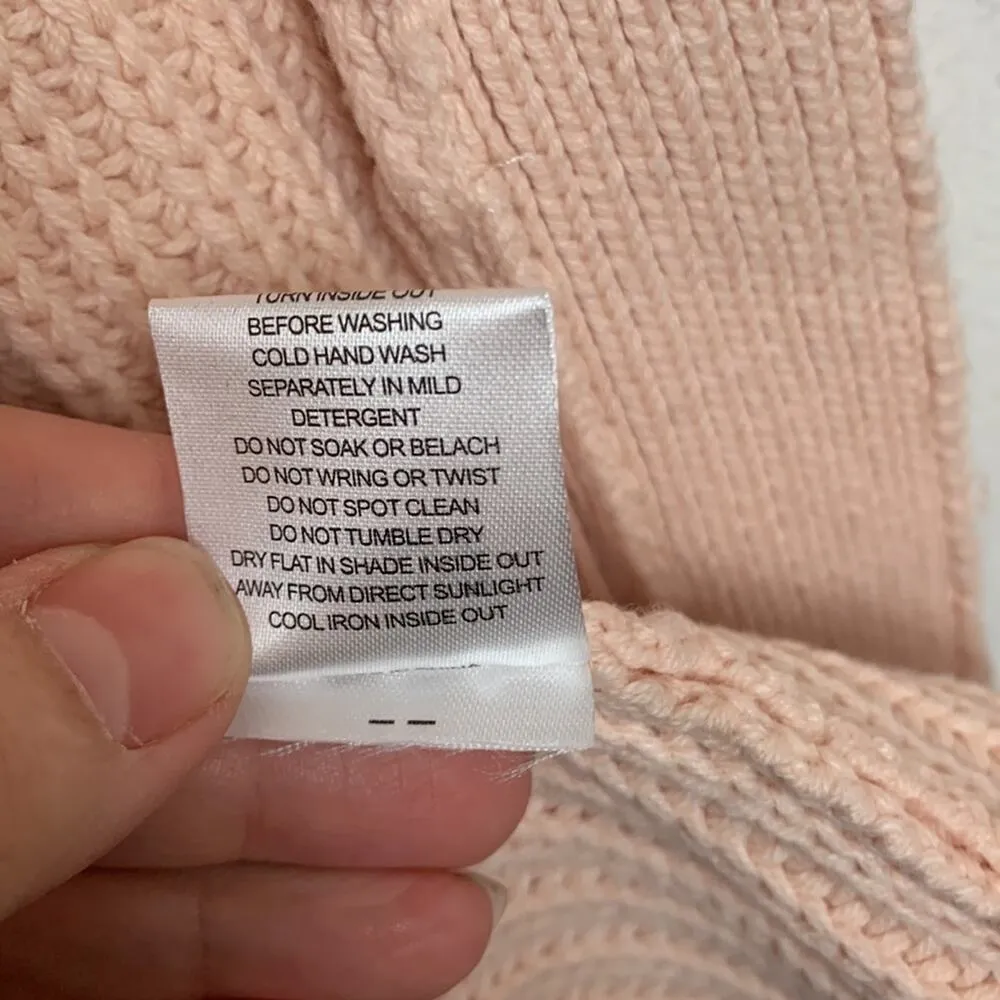 TURN INSIDE OUT
BEFORE WASHING
COLD HAND WASH
SEPARATELY IN MILD
DETERGENT
DO NOT SOAK OR BELACH
DO NOT WRING OR TWIST
DO NOT SPOT CLEAN
DO NOT TUMBLE DRY
DRY FLAT IN SHADE INSIDE OUT
AWAY FROM DIRECT SUNLIGHT
COOL IRON INSIDE OUT